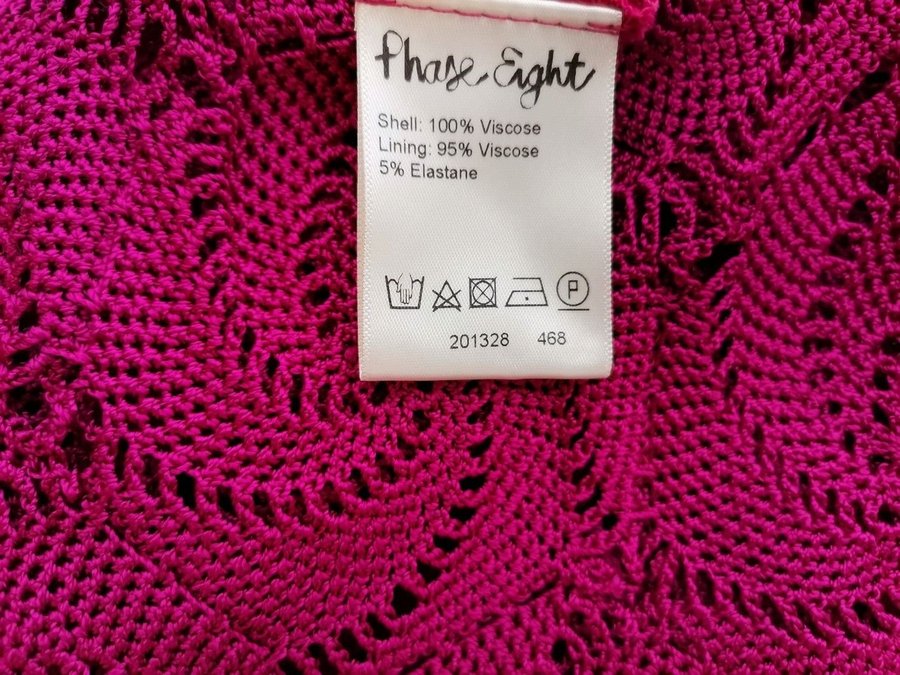 Phase Eight
Shell: 100% Viscose
Lining: 95% Viscose
5% Elastane
P
201328 468